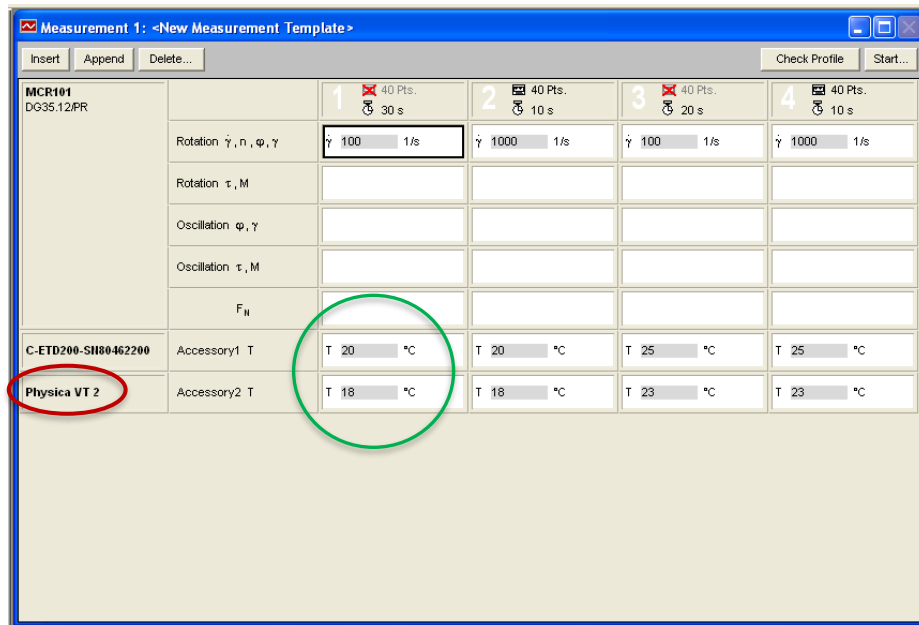 Measurement 1: <New Measurement Template>
Insert Append Delete... Check Profile Start...
MCR101
DG35.12/PR
1 40 Pts. 30 s
2 40 Pts. 10 s
3 40 Pts. 20 s
4 40 Pts. 10 s
Rotation γ̇, n, φ, γ γ̇ 100 1/s γ̇ 1000 1/s γ̇ 100 1/s γ̇ 1000 1/s
Rotation τ, M
Oscillation φ, γ
Oscillation τ, M
F_N
C-ETD200-SN80462200 Accessory1 T T 20 °C T 20 °C T 25 °C T 25 °C
Physica VT 2 Accessory2 T T 18 °C T 18 °C T 23 °C T 23 °C